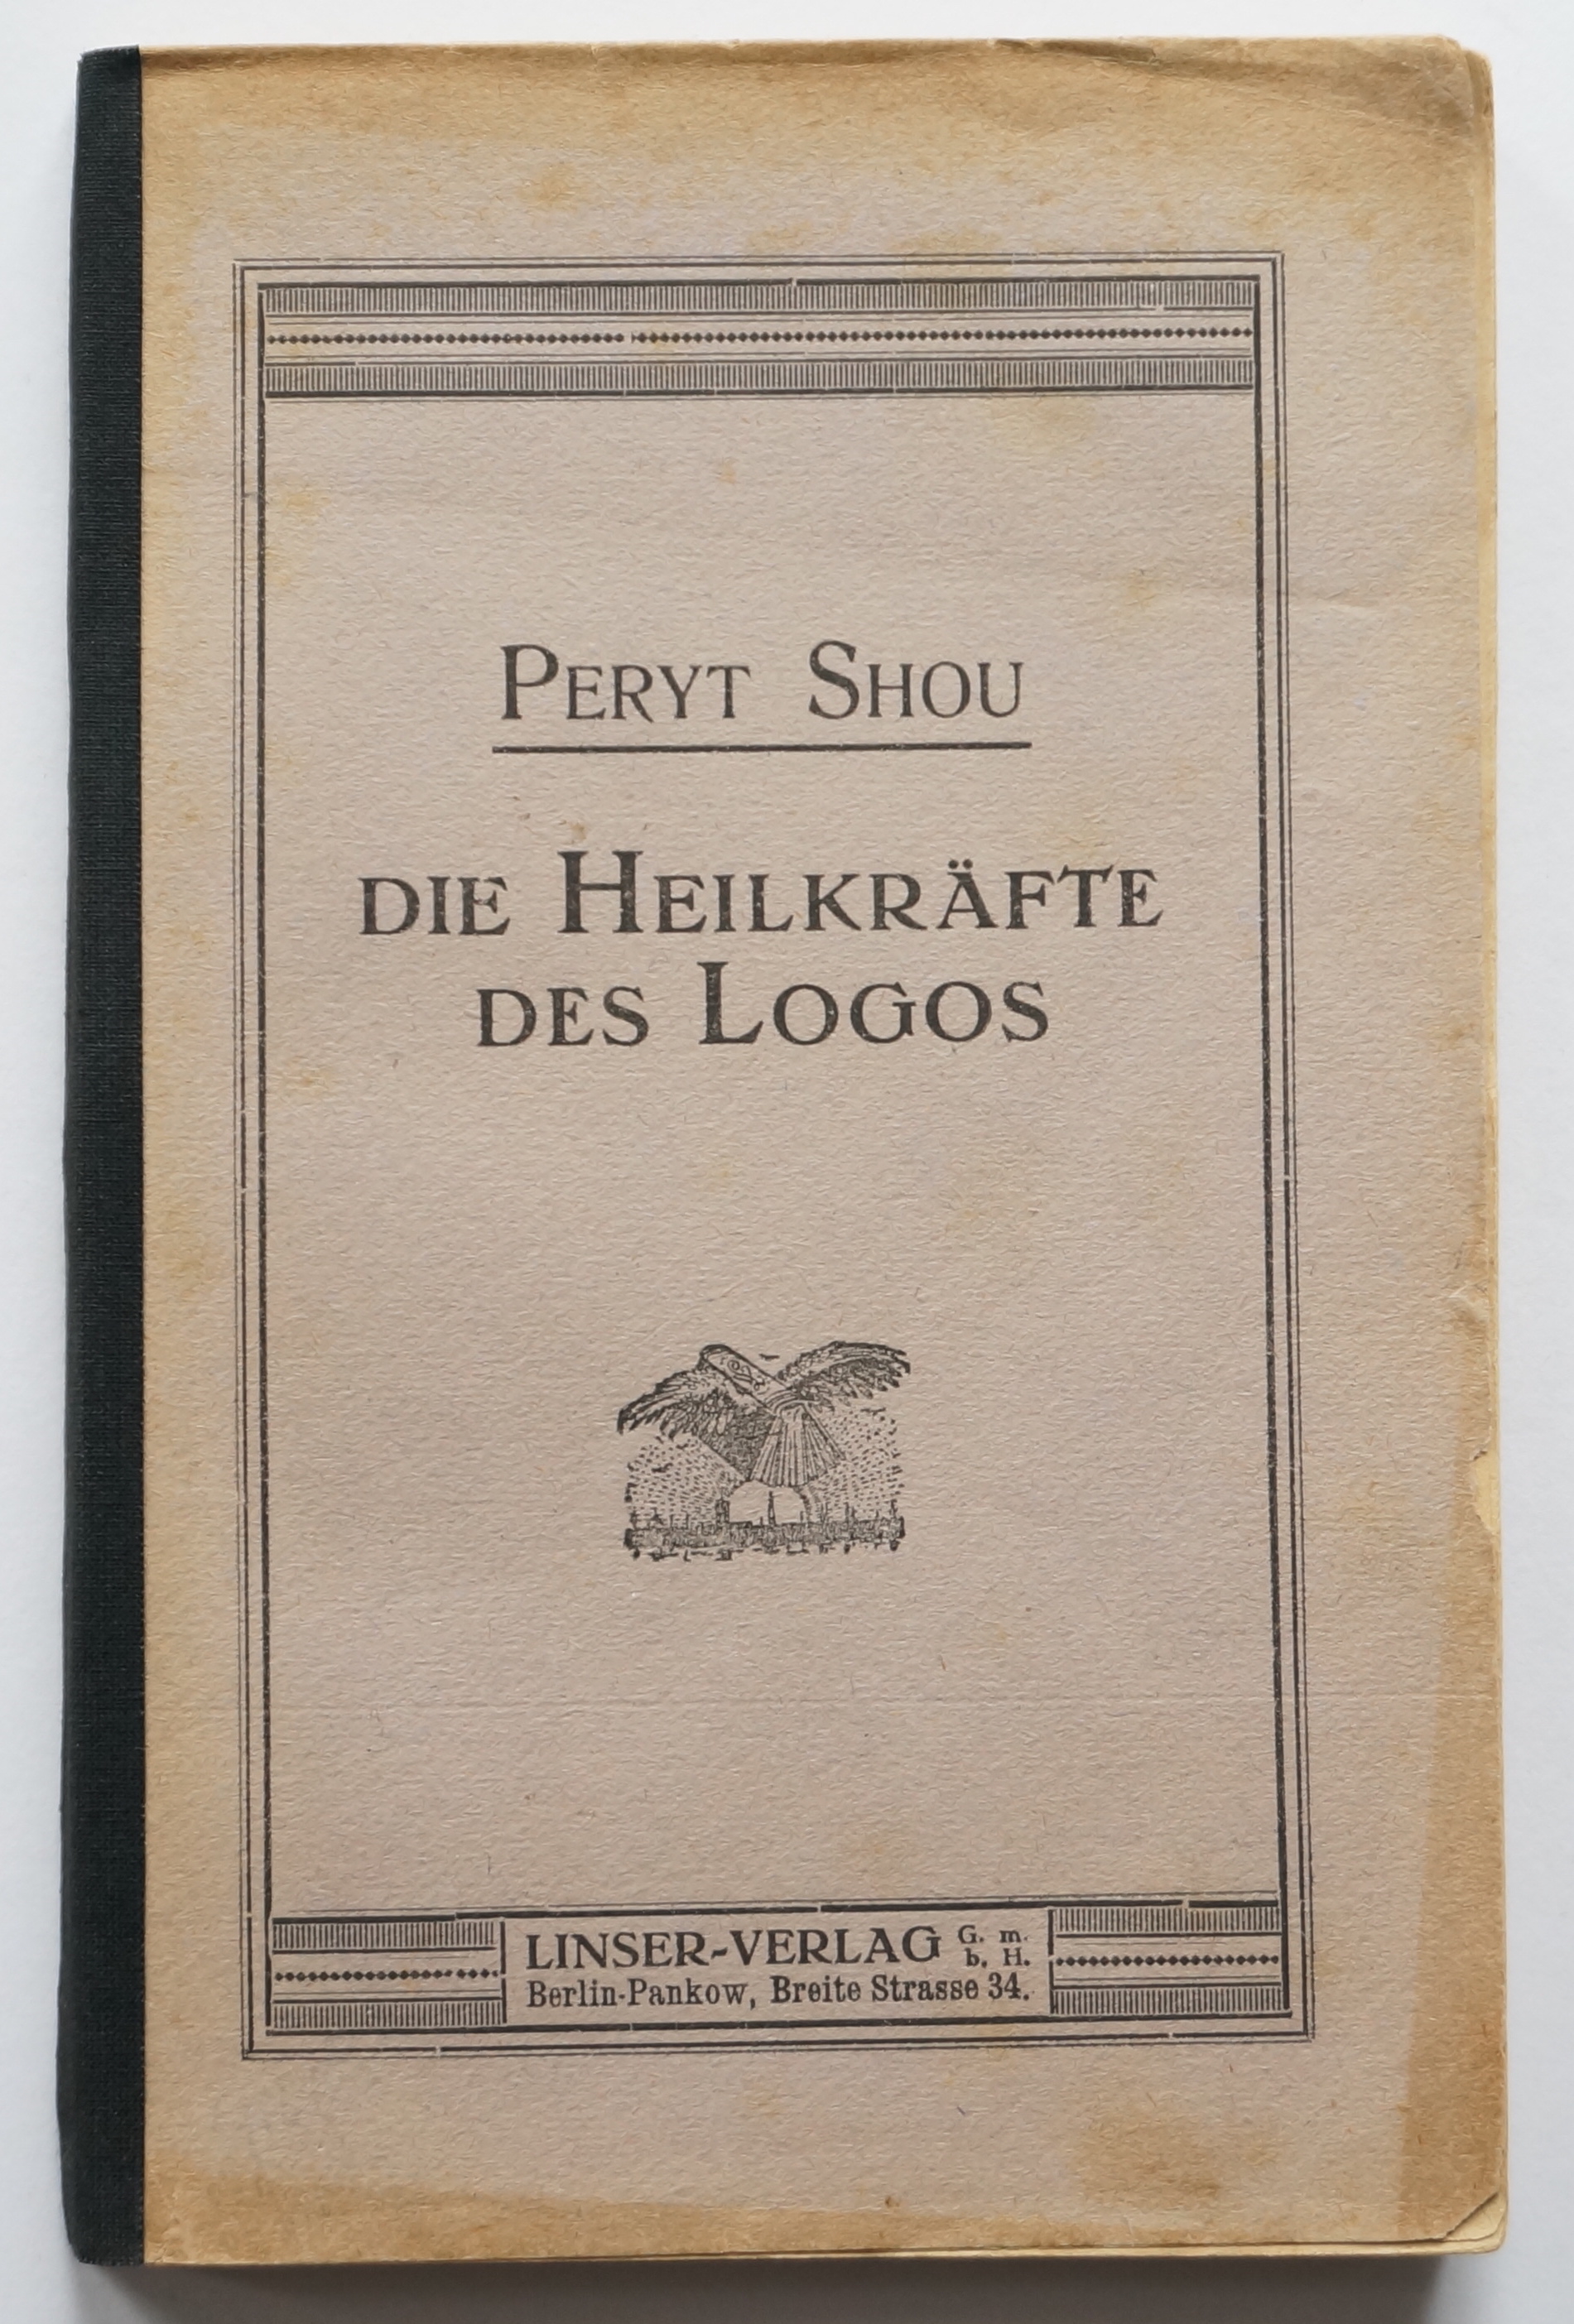 PERYT SHOU
DIE HEILKRÄFTE
DES LOGOS
LINSER-VERLAG G. m. b. H.
Berlin-Pankow, Breite Strasse 34.